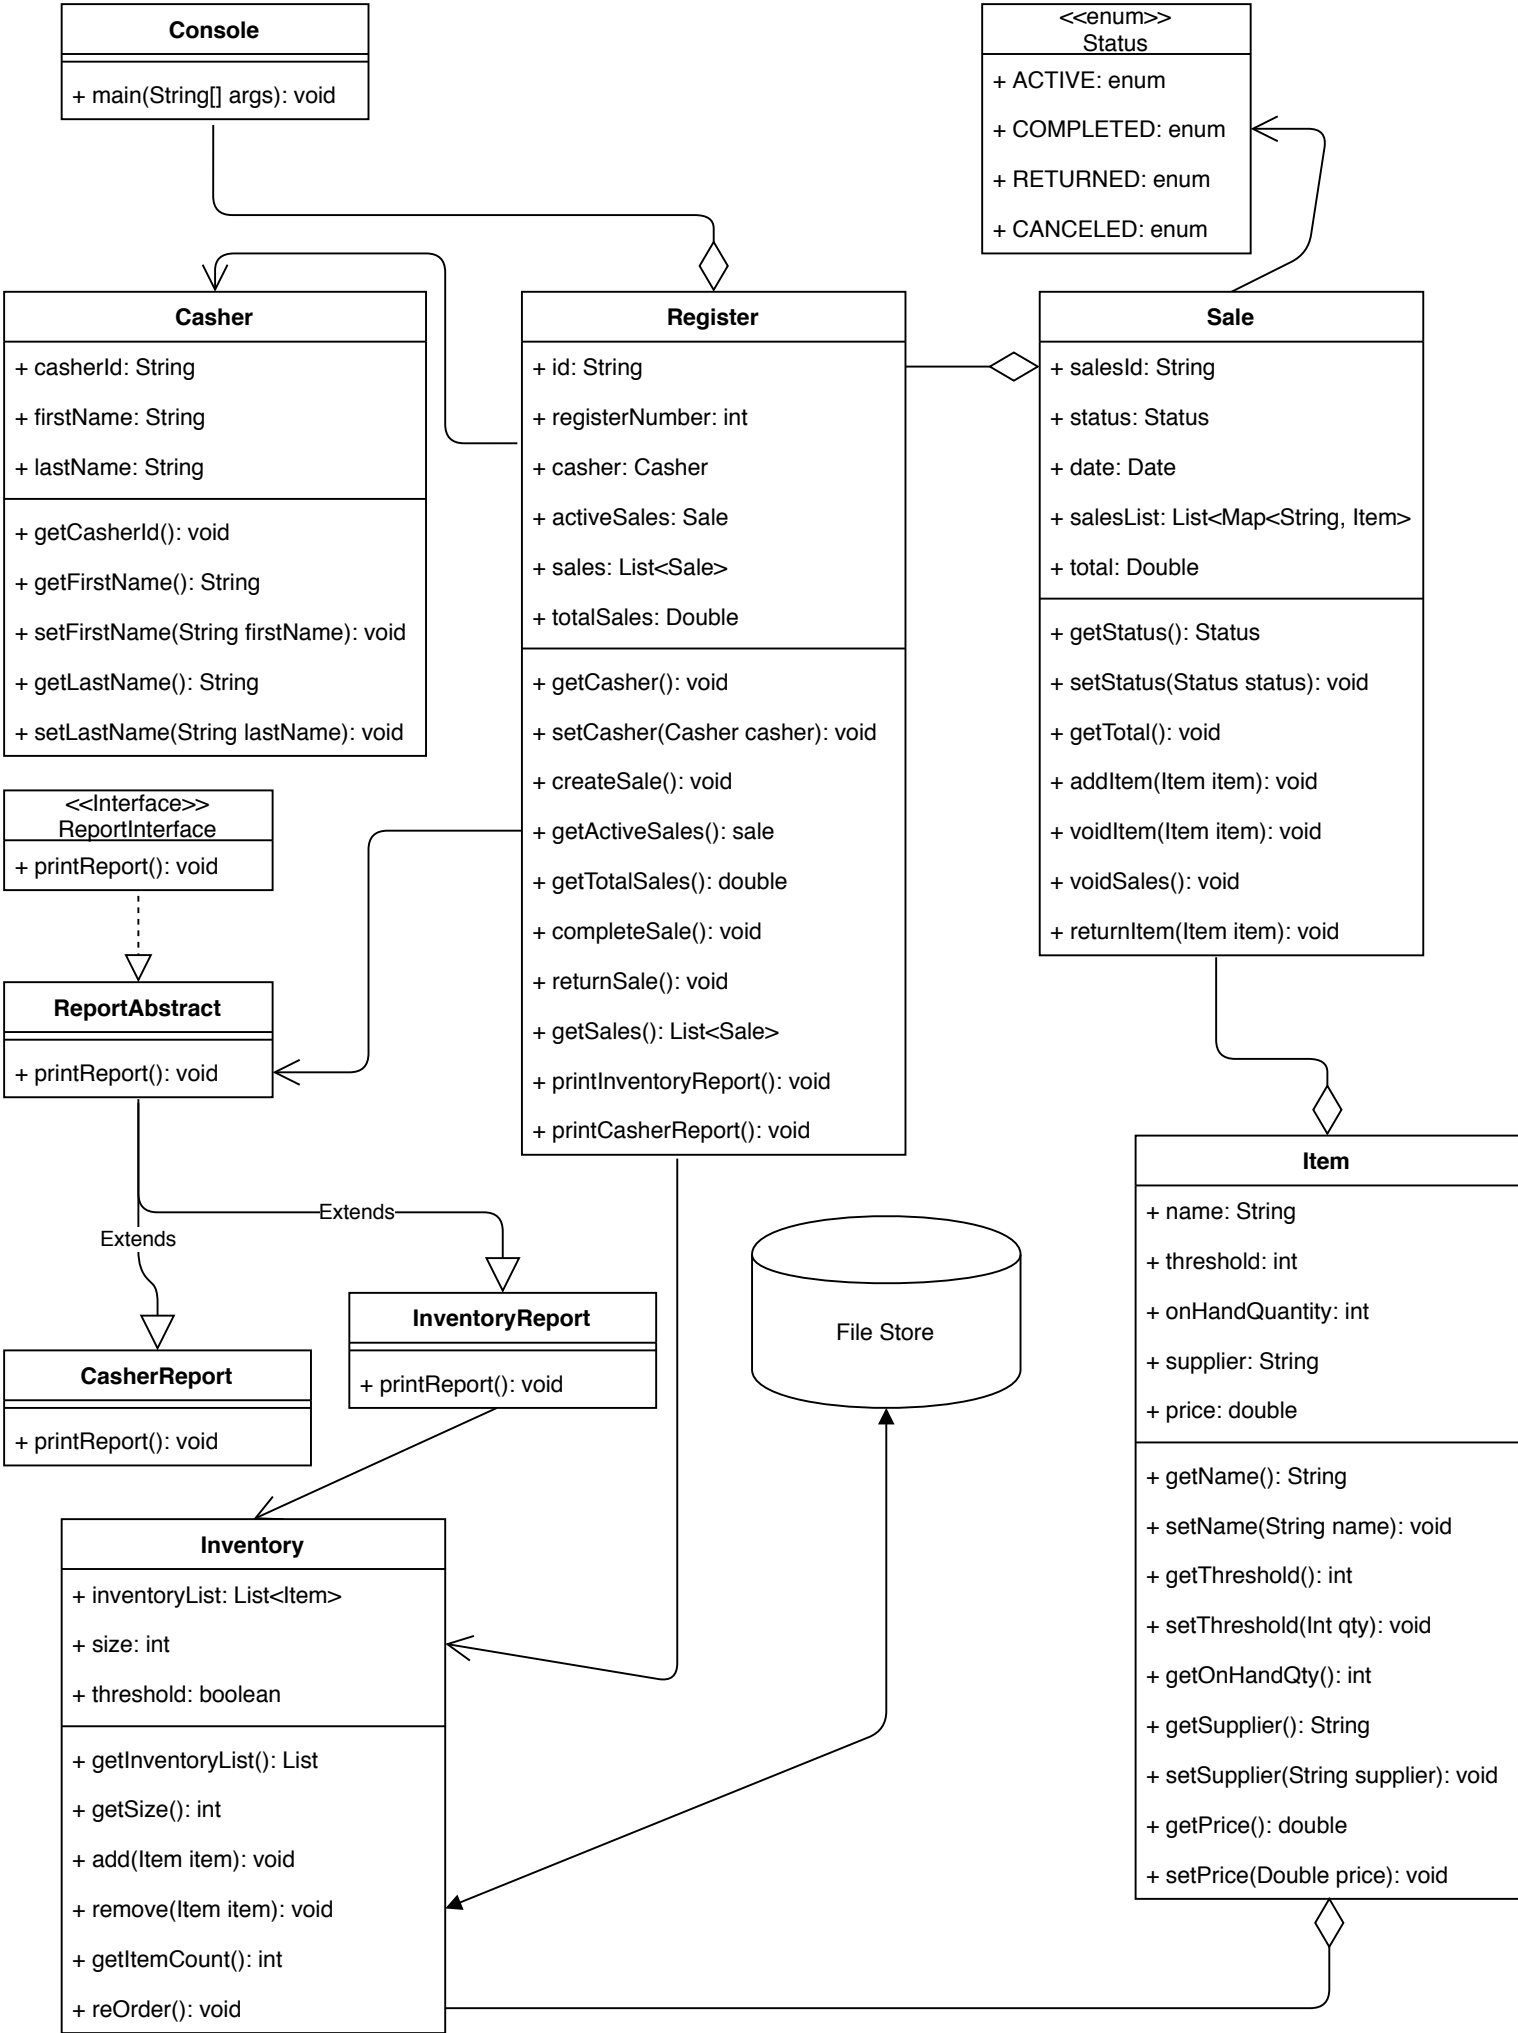 Console
+ main(String[] args): void
<<enum>>
Status
+ ACTIVE: enum
+ COMPLETED: enum
+ RETURNED: enum
+ CANCELED: enum
Casher
+ casherId: String
+ firstName: String
+ lastName: String
+ getCasherId(): void
+ getFirstName(): String
+ setFirstName(String firstName): void
+ getLastName(): String
+ setLastName(String lastName): void
Register
+ id: String
+ registerNumber: int
+ casher: Casher
+ activeSales: Sale
+ sales: List<Sale>
+ totalSales: Double
+ getCasher(): void
+ setCasher(Casher casher): void
+ createSale(): void
+ getActiveSales(): sale
+ getTotalSales(): double
+ completeSale(): void
+ returnSale(): void
+ getSales(): List<Sale>
+ printInventoryReport(): void
+ printCasherReport(): void
Sale
+ salesId: String
+ status: Status
+ date: Date
+ salesList: List<Map<String, Item>
+ total: Double
+ getStatus(): Status
+ setStatus(Status status): void
+ getTotal(): void
+ addItem(Item item): void
+ voidItem(Item item): void
+ voidSales(): void
+ returnItem(Item item): void
<<Interface>>
ReportInterface
+ printReport(): void
ReportAbstract
+ printReport(): void
Extends
Extends
InventoryReport
+ printReport(): void
CasherReport
+ printReport(): void
File Store
Item
+ name: String
+ threshold: int
+ onHandQuantity: int
+ supplier: String
+ price: double
+ getName(): String
+ setName(String name): void
+ getThreshold(): int
+ setThreshold(Int qty): void
+ getOnHandQty(): int
+ getSupplier(): String
+ setSupplier(String supplier): void
+ getPrice(): double
+ setPrice(Double price): void
Inventory
+ inventoryList: List<Item>
+ size: int
+ threshold: boolean
+ getInventoryList(): List
+ getSize(): int
+ add(Item item): void
+ remove(Item item): void
+ getItemCount(): int
+ reOrder(): void